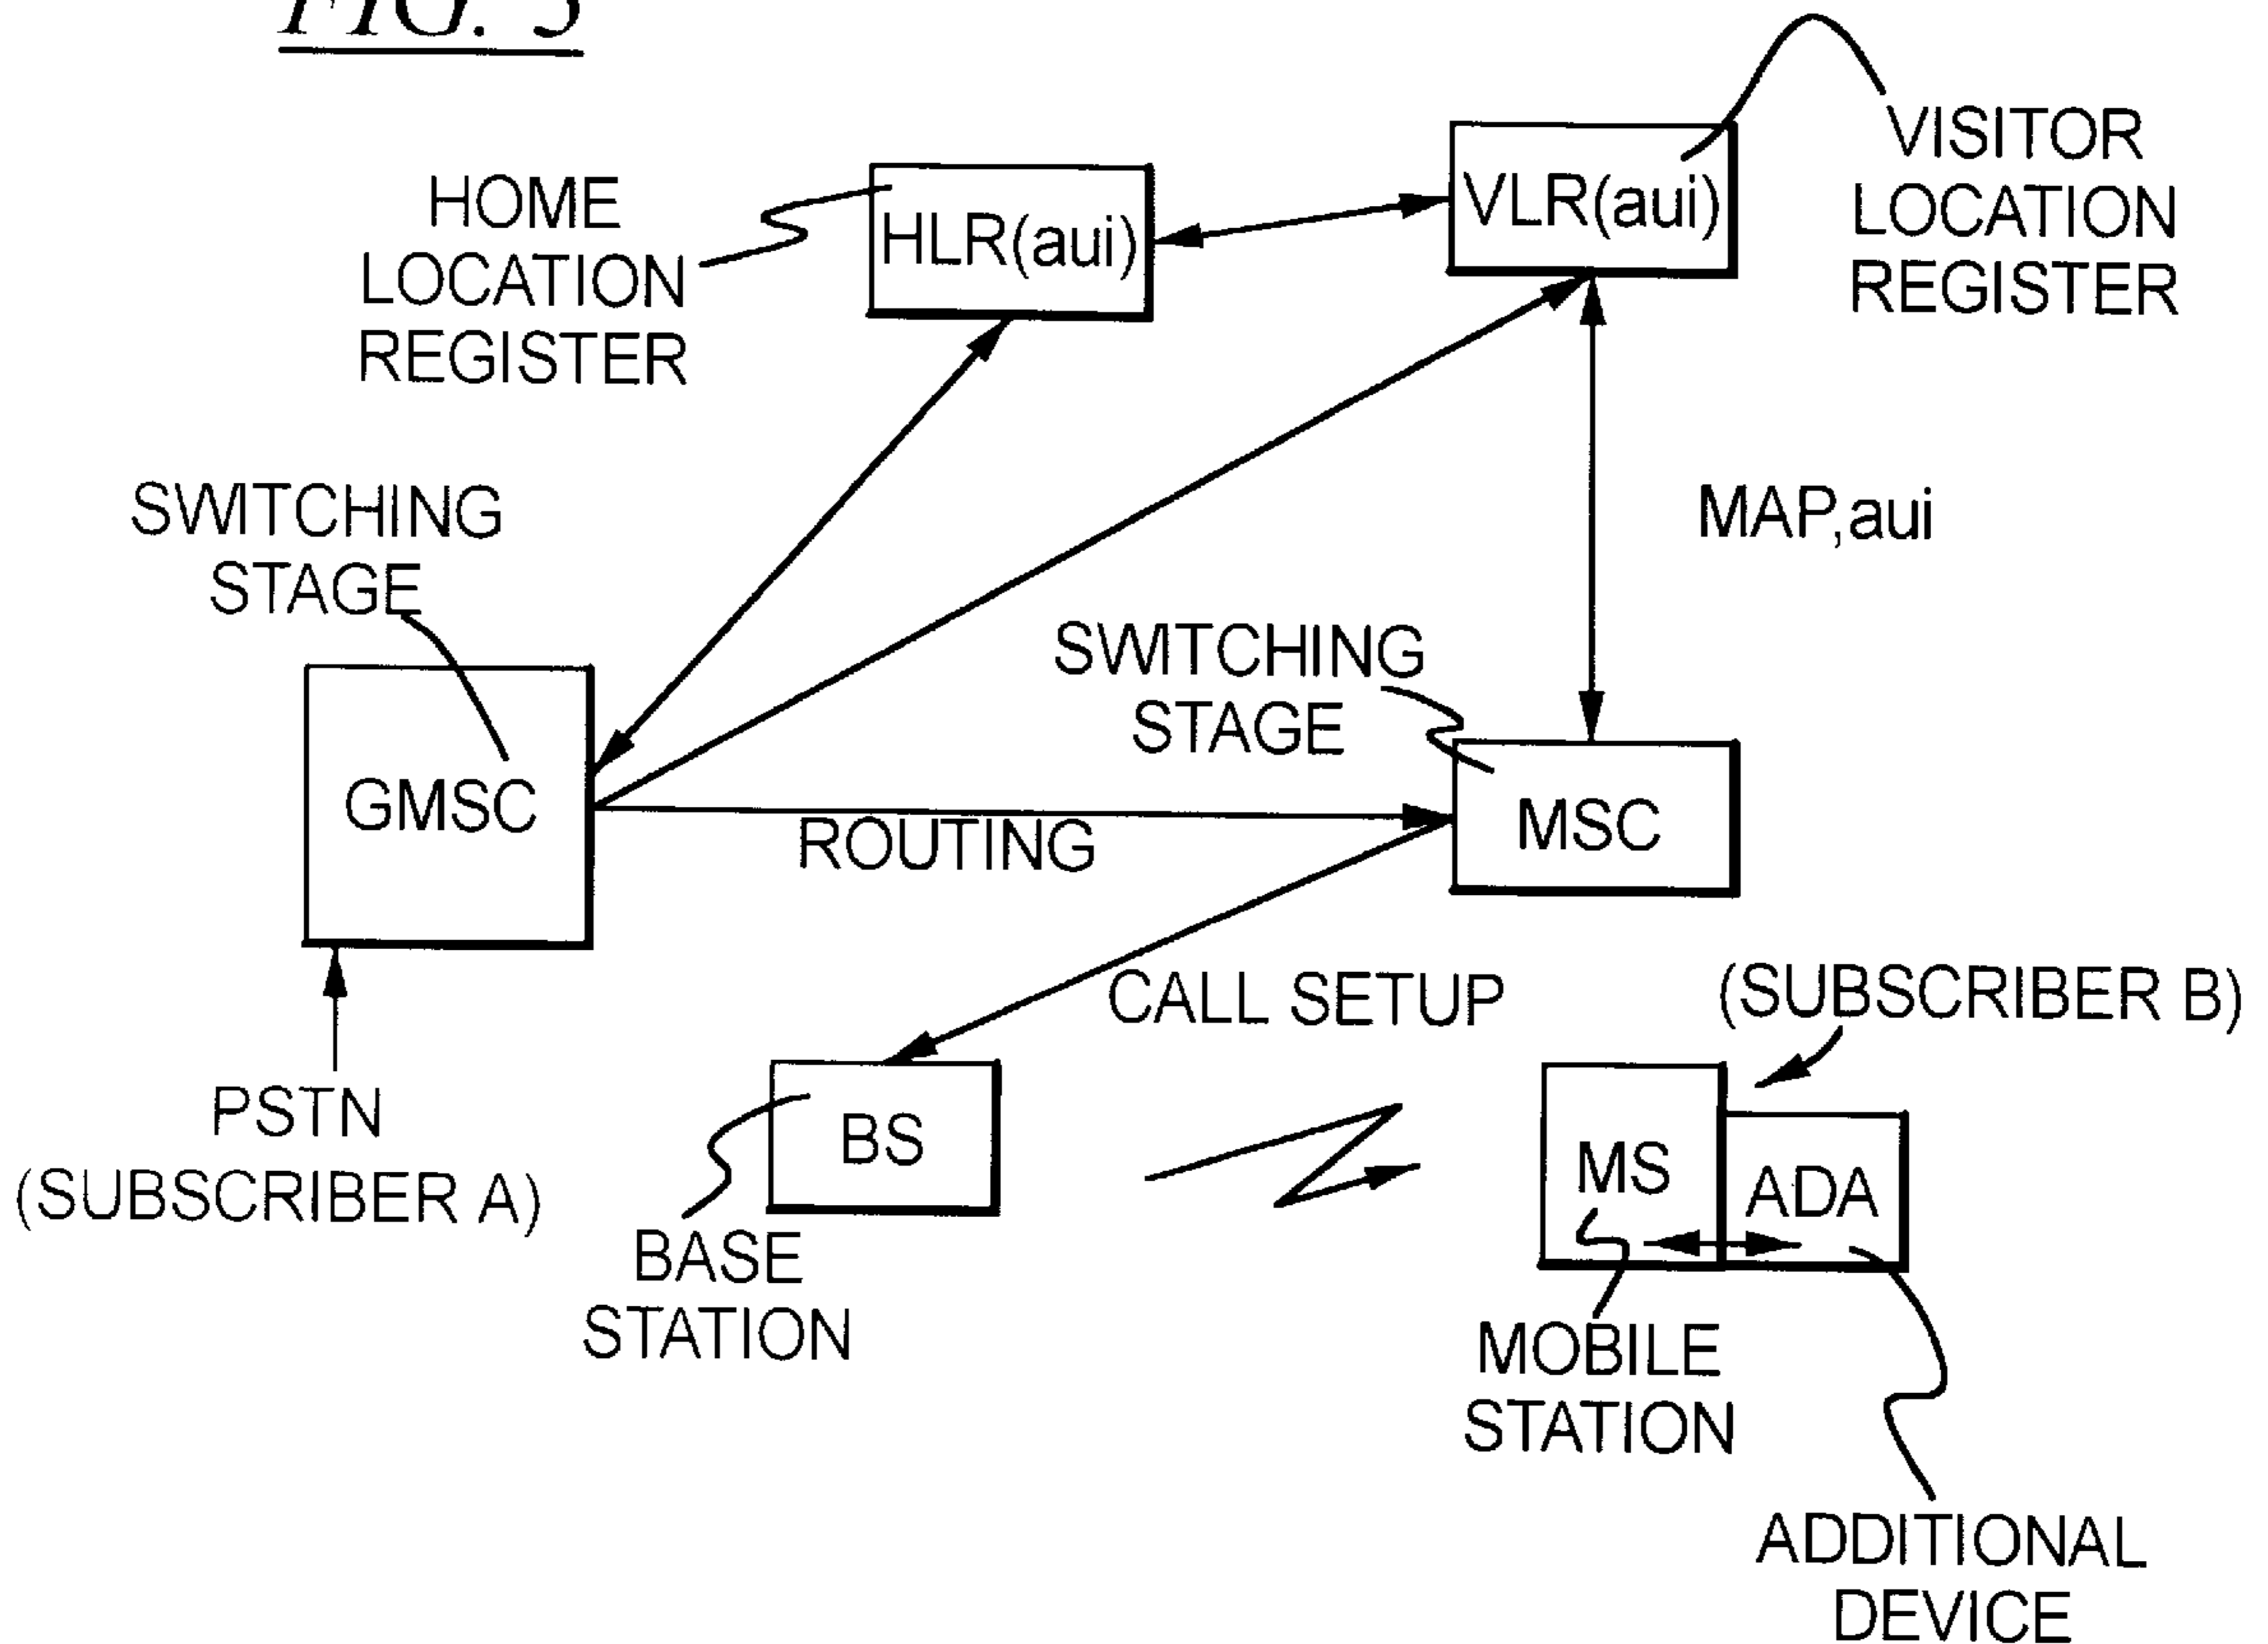 FIG. 3
VISITOR
LOCATION
REGISTER
HOME
LOCATION
REGISTER
HLR(aui)
VLR(aui)
SWITCHING
STAGE
MAP,aui
SWITCHING
STAGE
GMSC
MSC
ROUTING
CALL SETUP
(SUBSCRIBER B)
PSTN
(SUBSCRIBER A)
BS
MS
ADA
BASE
STATION
MOBILE
STATION
ADDITIONAL
DEVICE